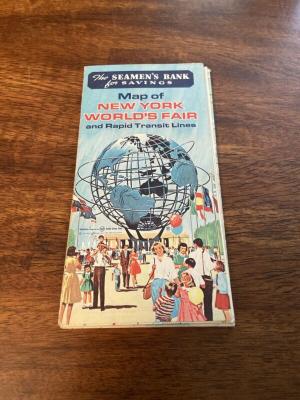 The SEAMEN'S BANK
for SAVINGS
Map of
NEW YORK
WORLD'S FAIR
and Rapid Transit Lines